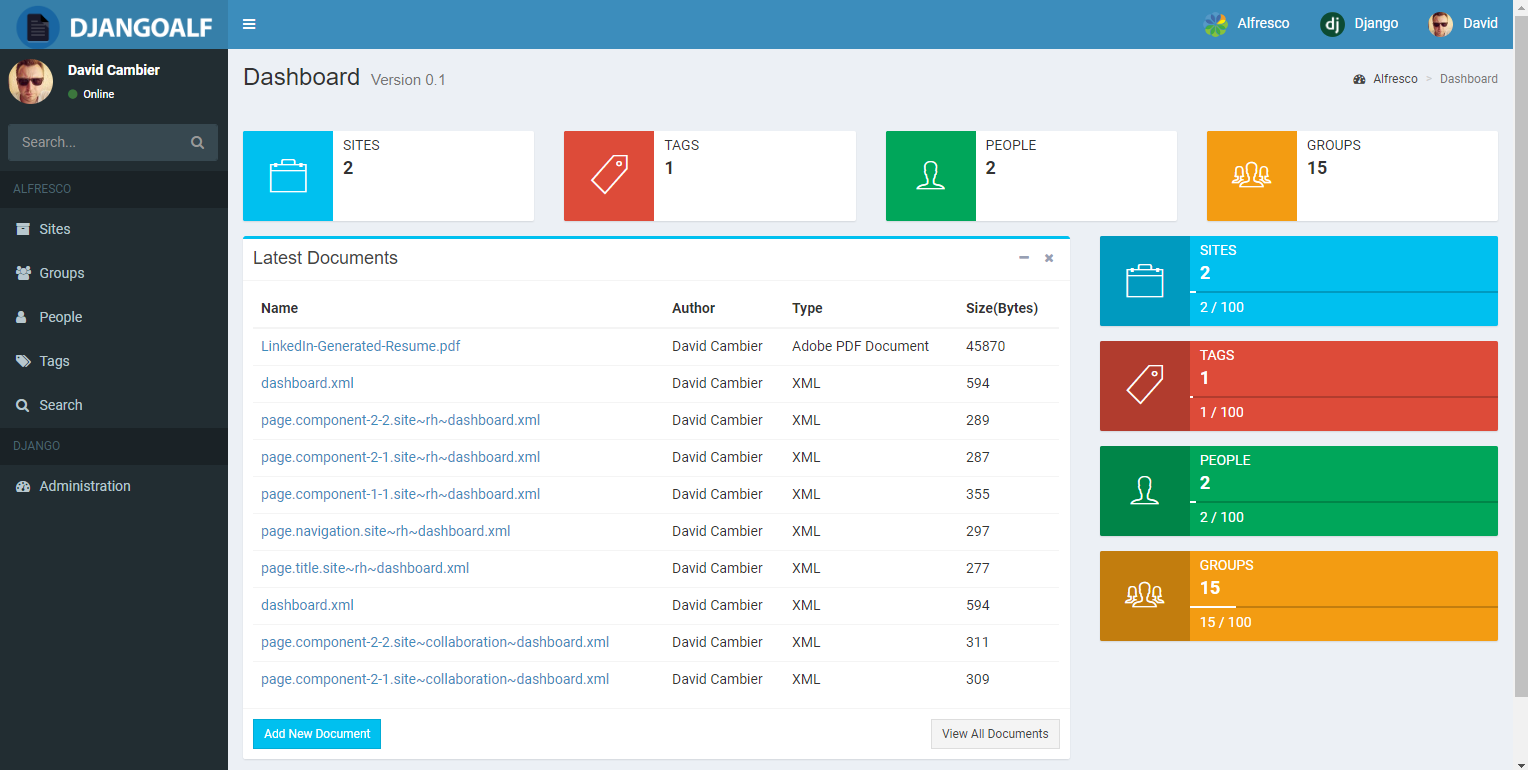 DJANGOALF
Alfresco
Django
David
David Cambier
Online
Search...
ALFRESCO
Sites
Groups
People
Tags
Search
DJANGO
Administration
Dashboard Version 0.1
Alfresco > Dashboard
SITES
2
TAGS
1
PEOPLE
2
GROUPS
15
Latest Documents
Name Author Type Size(Bytes)
LinkedIn-Generated-Resume.pdf David Cambier Adobe PDF Document 45870
dashboard.xml David Cambier XML 594
page.component-2-2.site~rh~dashboard.xml David Cambier XML 289
page.component-2-1.site~rh~dashboard.xml David Cambier XML 287
page.component-1-1.site~rh~dashboard.xml David Cambier XML 355
page.navigation.site~rh~dashboard.xml David Cambier XML 297
page.title.site~rh~dashboard.xml David Cambier XML 277
dashboard.xml David Cambier XML 594
page.component-2-2.site~collaboration~dashboard.xml David Cambier XML 311
page.component-2-1.site~collaboration~dashboard.xml David Cambier XML 309
Add New Document
View All Documents
SITES
2
2 / 100
TAGS
1
1 / 100
PEOPLE
2
2 / 100
GROUPS
15
15 / 100